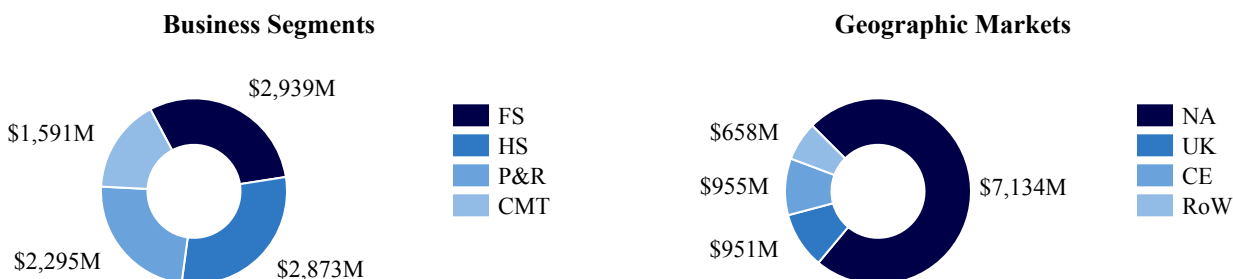 Business Segments
$2,939M
$1,591M
$2,295M
$2,873M
FS
HS
P&R
CMT
Geographic Markets
$658M
$955M
$951M
$7,134M
NA
UK
CE
RoW